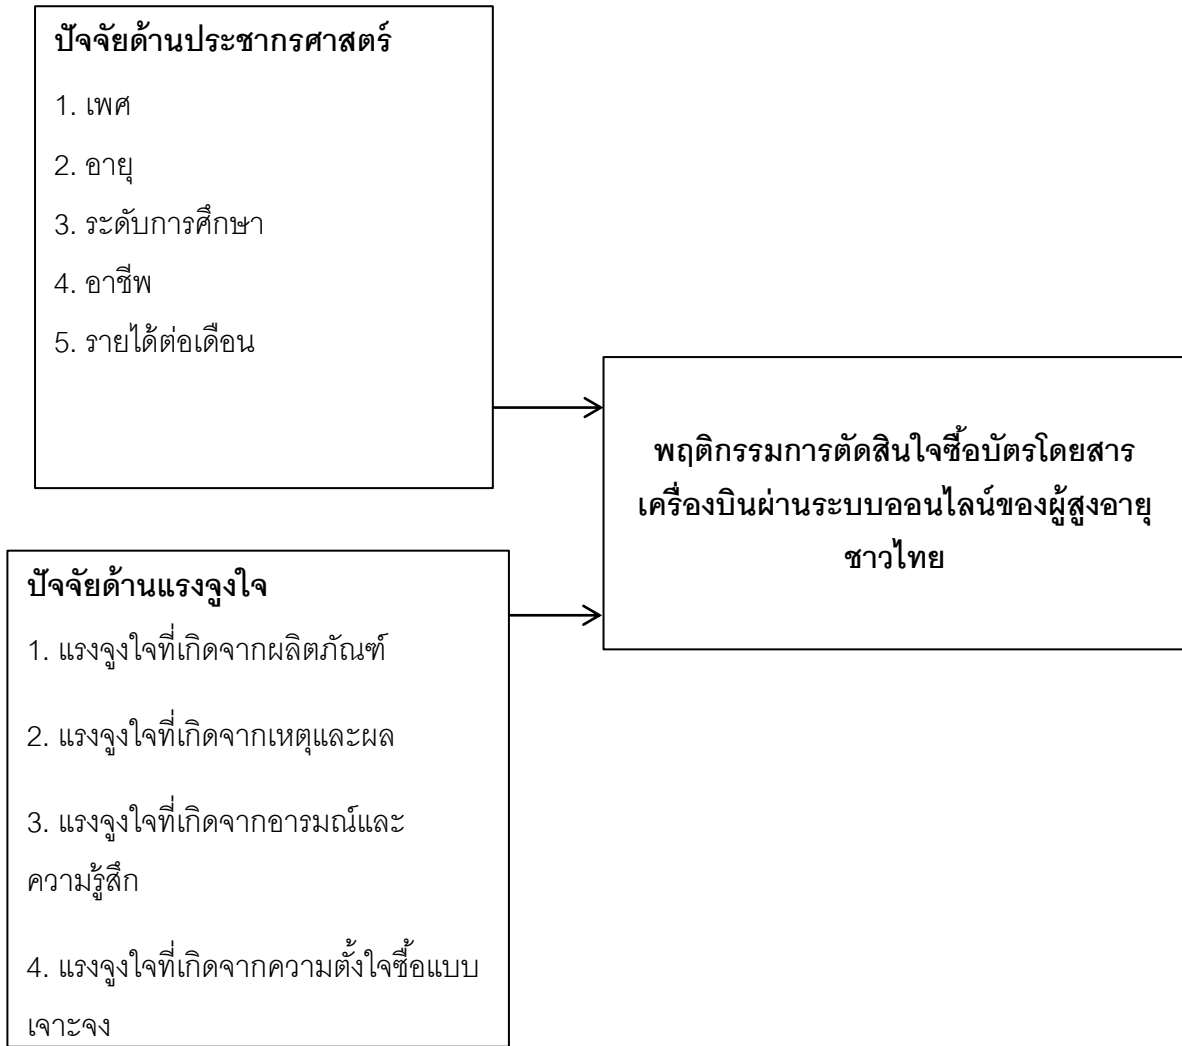 ปัจจัยด้านประชากรศาสตร์
1. เพศ
2. อายุ
3. ระดับการศึกษา
4. อาชีพ
5. รายได้ต่อเดือน
พฤติกรรมการตัดสินใจซื้อบัตรโดยสาร
เครื่องบินผ่านระบบออนไลน์ของผู้สูงอายุ
ชาวไทย
ปัจจัยด้านแรงจูงใจ
1. แรงจูงใจที่เกิดจากผลิตภัณฑ์
2. แรงจูงใจที่เกิดจากเหตุและผล
3. แรงจูงใจที่เกิดจากอารมณ์และ
ความรู้สึก
4. แรงจูงใจที่เกิดจากความตั้งใจซื้อแบบ
เจาะจง